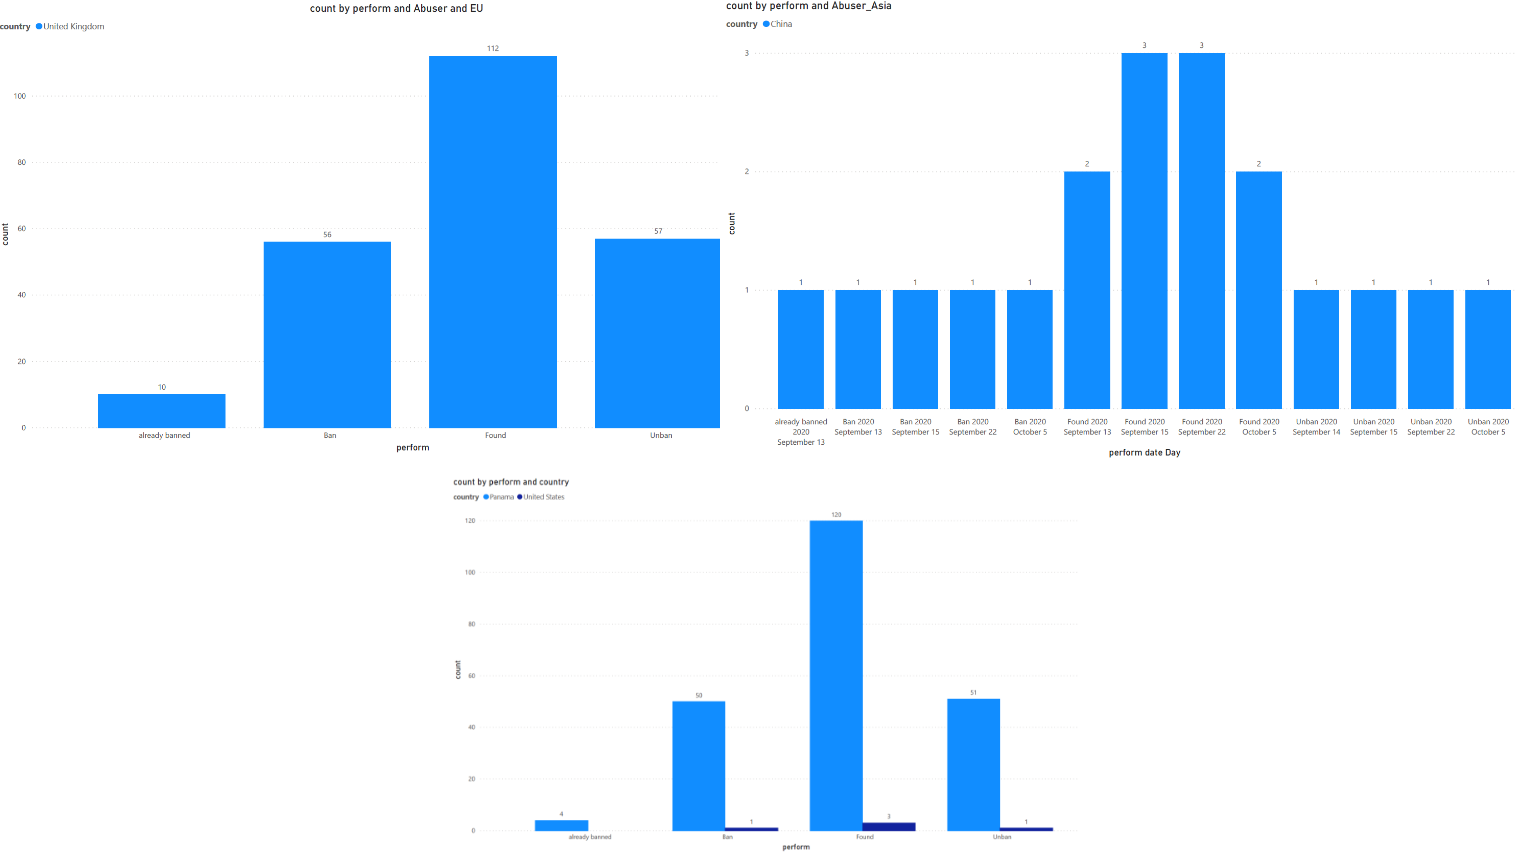 count by perform and Abuser and EU
country United Kingdom
112
100
80
56
57
60
40
20
10
0
count
already banned Ban Found Unban
perform
count by perform and Abuser_Asia
country China
3 3
3
2 2
2
1 1 1 1 1 1 1 1 1
1
0
count
already banned 2020 September 13
Ban 2020 September 13
Ban 2020 September 15
Ban 2020 September 22
Ban 2020 October 5
Found 2020 September 13
Found 2020 September 15
Found 2020 September 22
Found 2020 October 5
Unban 2020 September 14
Unban 2020 September 15
Unban 2020 September 22
Unban 2020 October 5
perform date Day
count by perform and country
country Panama United States
120
120
100
80
60
50
51
40
20
4
1
3
1
0
count
already banned Ban Found Unban
perform